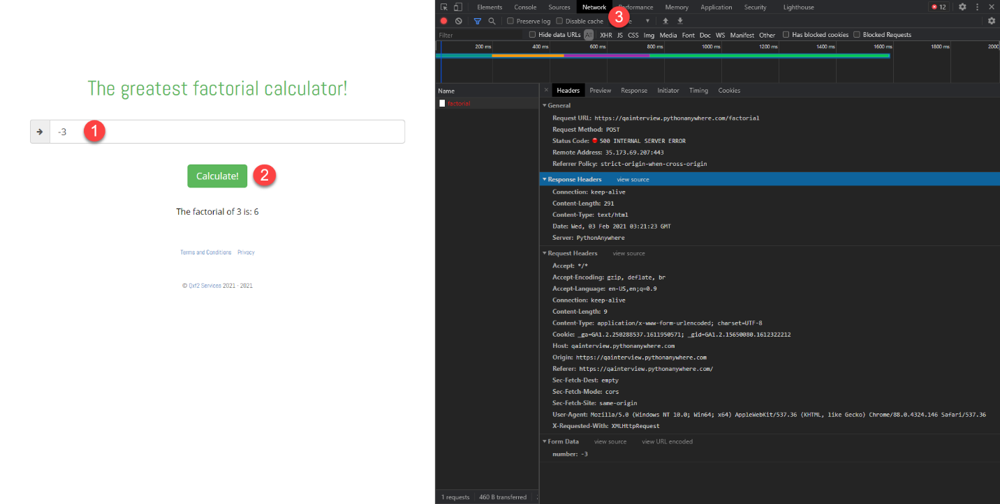 The greatest factorial calculator!
-3
1
Calculate!
2
The factorial of 3 is: 6
Terms and Conditions Privacy
© Qxf2 Services 2021 - 2021
Elements Console Sources Network Performance Memory Application Security Lighthouse 12
3
Preserve log Disable cache
Filter Hide data URLs All XHR JS CSS Img Media Font Doc WS Manifest Other Has blocked cookies Blocked Requests
200 ms 400 ms 600 ms 800 ms 1000 ms 1200 ms 1400 ms 1600 ms 1800 ms 2000
Name
factorial
Headers Preview Response Initiator Timing Cookies
General
Request URL: https://qainterview.pythonanywhere.com/factorial
Request Method: POST
Status Code: 500 INTERNAL SERVER ERROR
Remote Address: 35.173.69.207:443
Referrer Policy: strict-origin-when-cross-origin
Response Headers view source
Connection: keep-alive
Content-Length: 291
Content-Type: text/html
Date: Wed, 03 Feb 2021 03:21:23 GMT
Server: PythonAnywhere
Request Headers view source
Accept: */*
Accept-Encoding: gzip, deflate, br
Accept-Language: en-US,en;q=0.9
Connection: keep-alive
Content-Length: 9
Content-Type: application/x-www-form-urlencoded; charset=UTF-8
Cookie: _ga=GA1.2.250288537.1611950571; _gid=GA1.2.15650080.1612322212
Host: qainterview.pythonanywhere.com
Origin: https://qainterview.pythonanywhere.com
Referer: https://qainterview.pythonanywhere.com/
Sec-Fetch-Dest: empty
Sec-Fetch-Mode: cors
Sec-Fetch-Site: same-origin
User-Agent: Mozilla/5.0 (Windows NT 10.0; Win64; x64) AppleWebKit/537.36 (KHTML, like Gecko) Chrome/88.0.4324.146 Safari/537.36
X-Requested-With: XMLHttpRequest
Form Data view source view URL encoded
number: -3
1 requests 460 B transferred